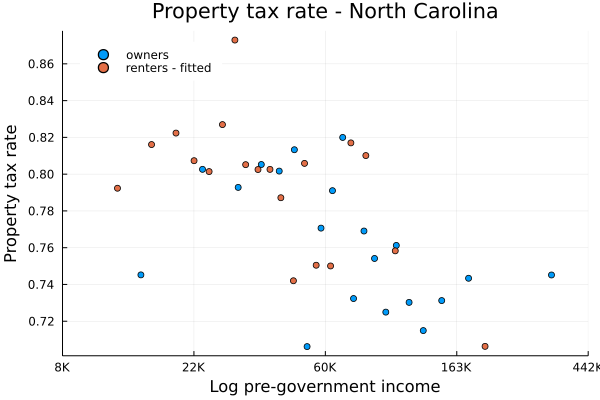 Property tax rate - North Carolina
owners
renters - fitted
Property tax rate
0.86
0.84
0.82
0.80
0.78
0.76
0.74
0.72
8K 22K 60K 163K 442K
Log pre-government income